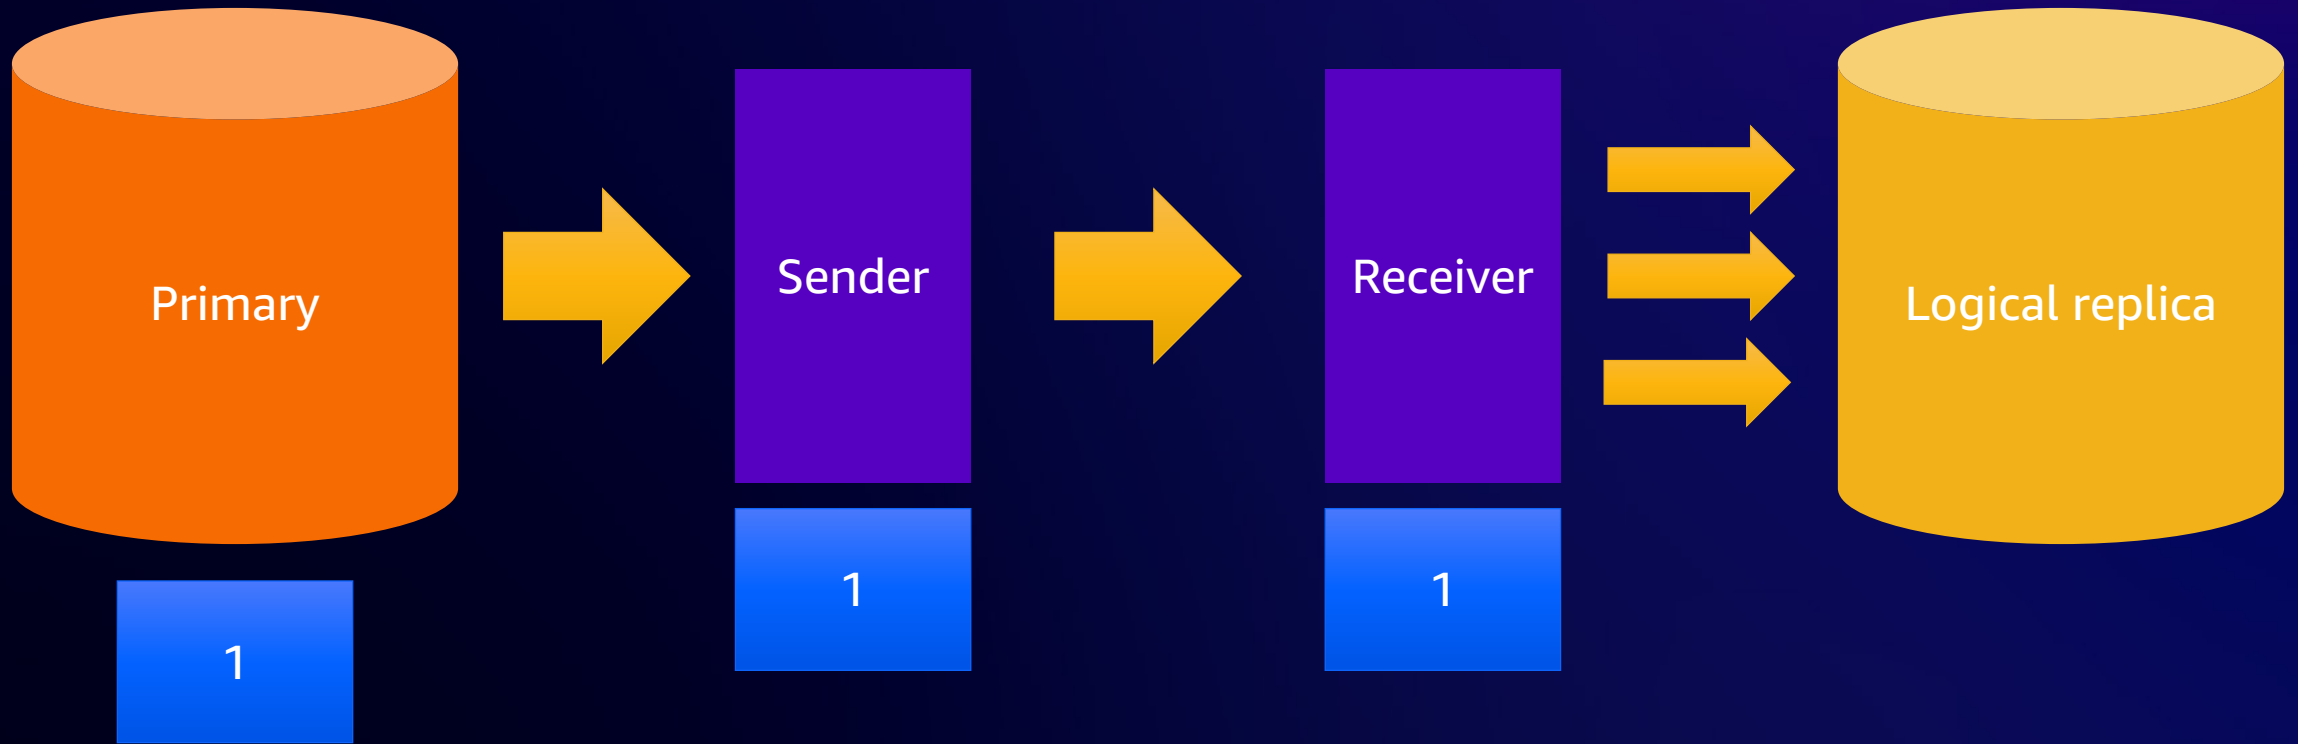 Primary
Sender
Receiver
Logical replica
1
1
1